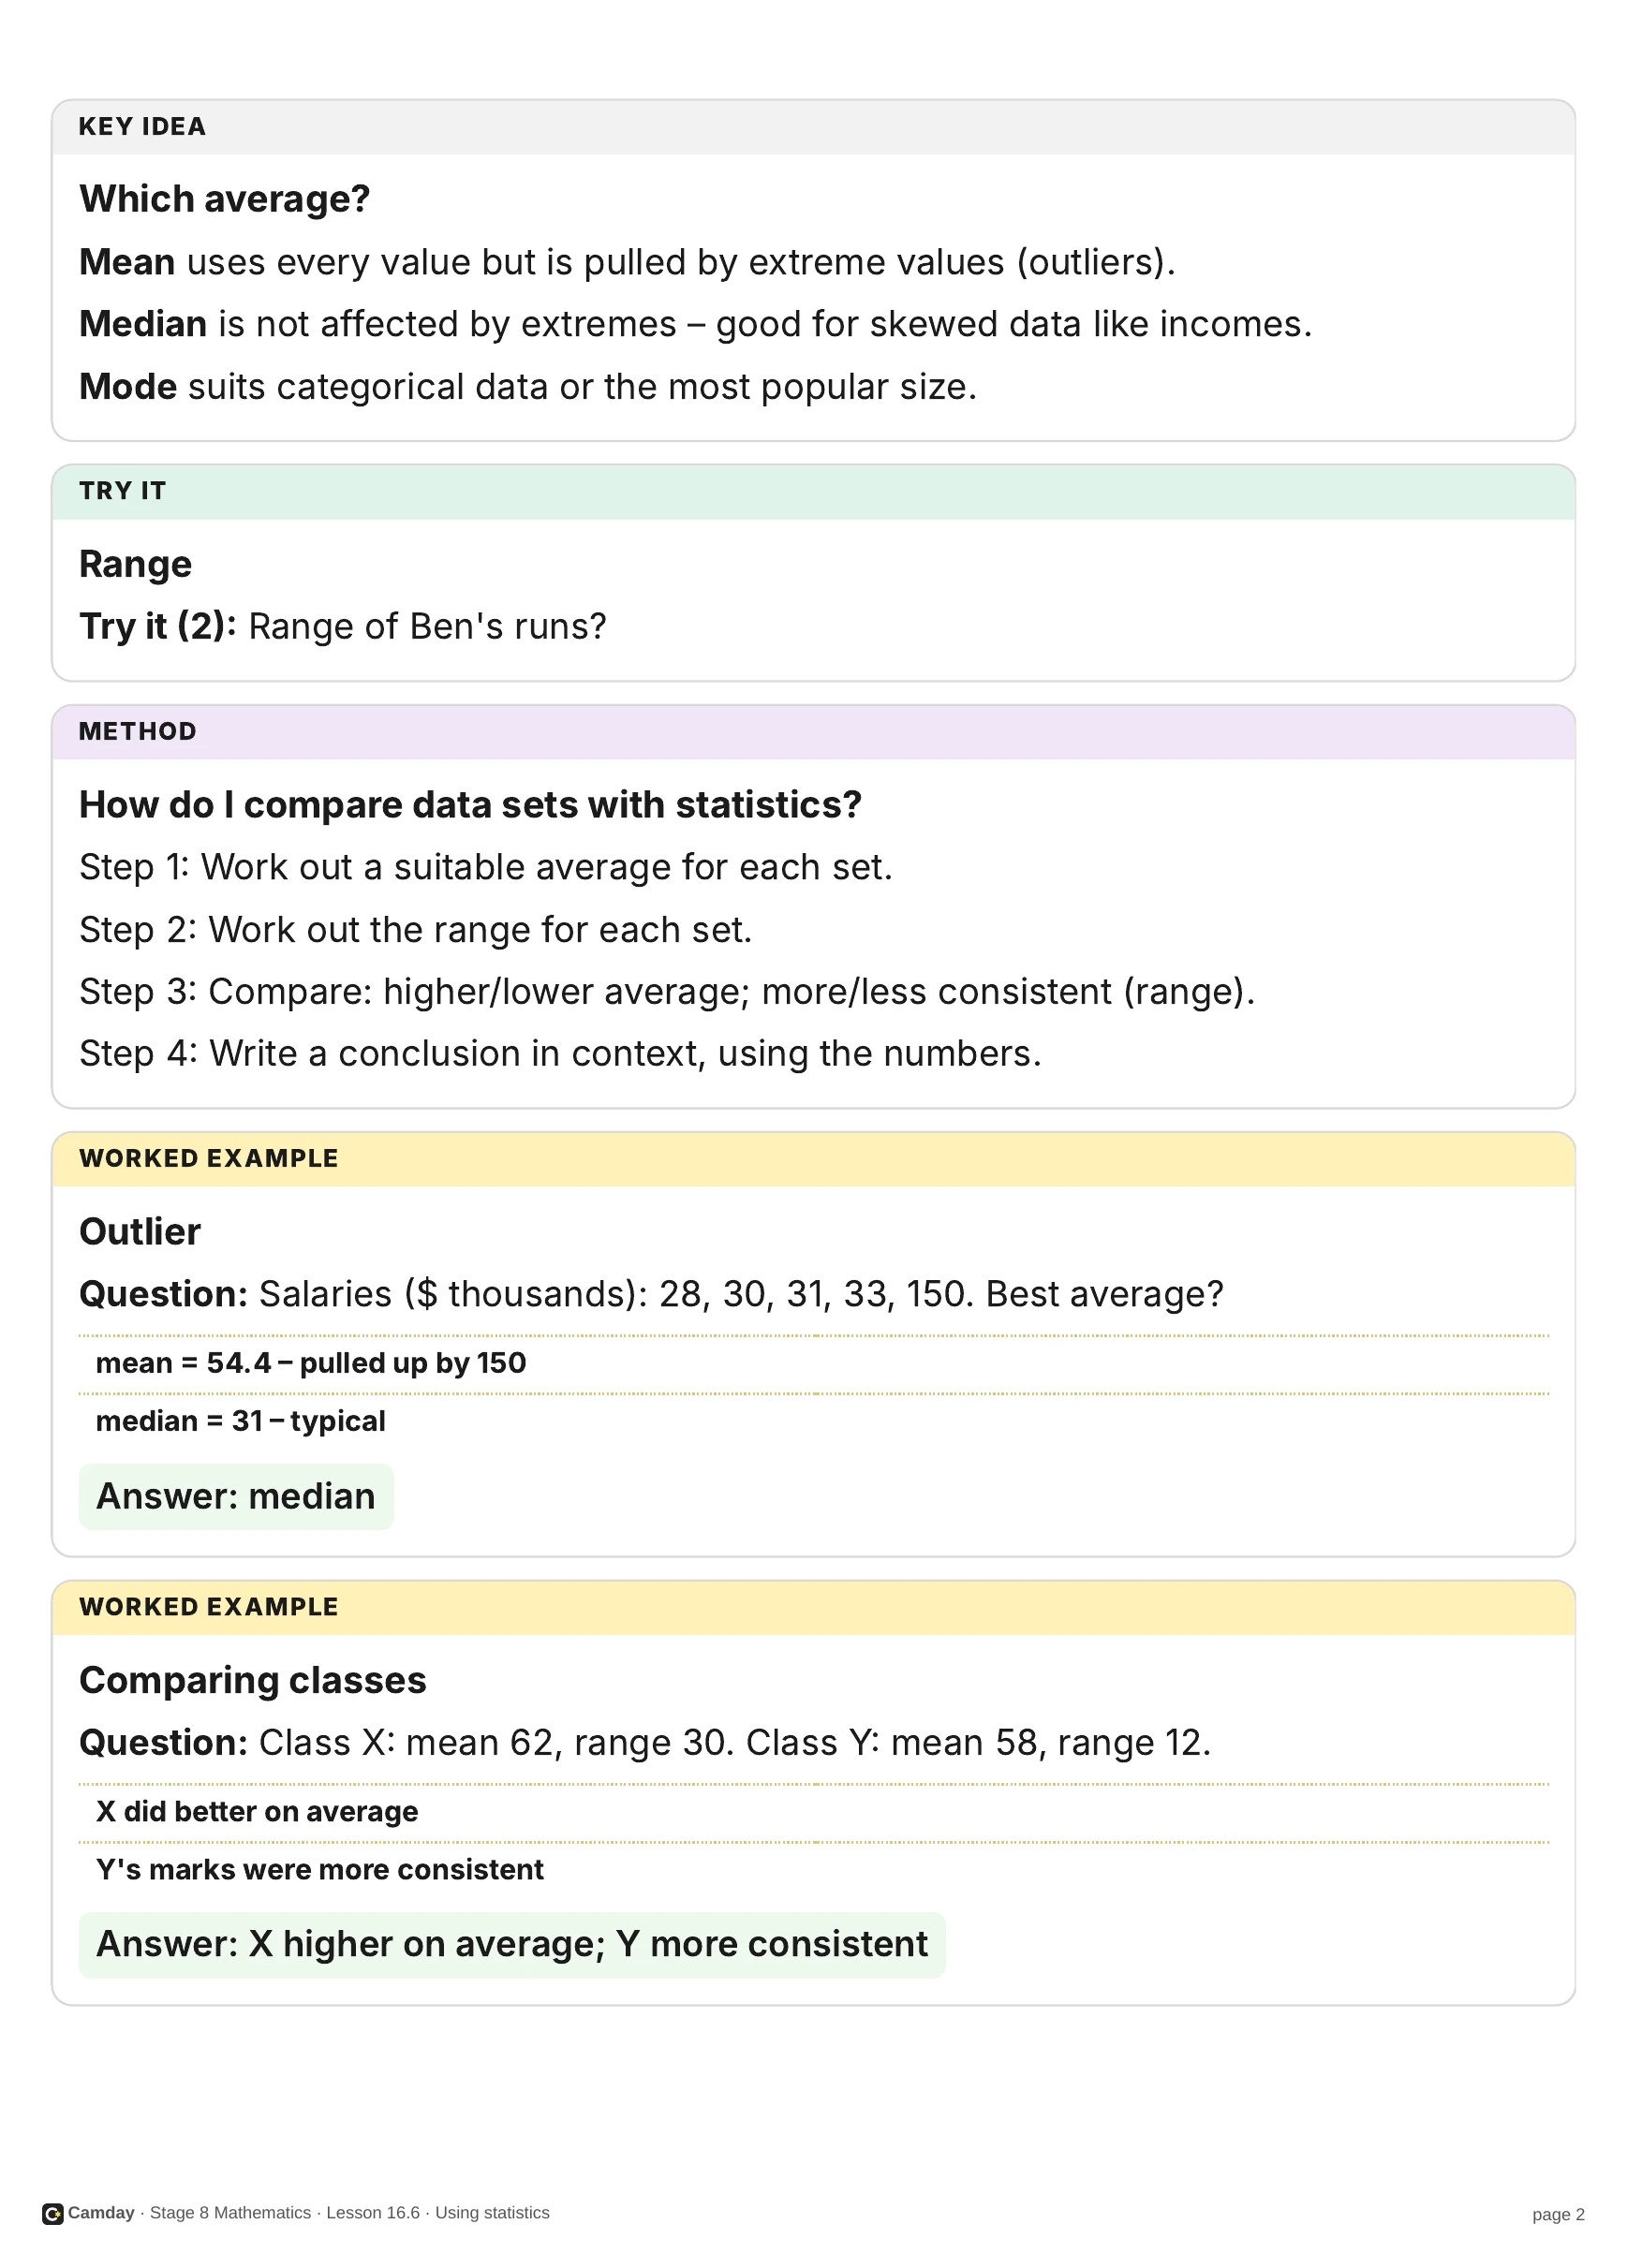 KEY IDEA
Which average?
Mean uses every value but is pulled by extreme values (outliers).
Median is not affected by extremes – good for skewed data like incomes.
Mode suits categorical data or the most popular size.
TRY IT
Range
Try it (2): Range of Ben's runs?
METHOD
How do I compare data sets with statistics?
Step 1: Work out a suitable average for each set.
Step 2: Work out the range for each set.
Step 3: Compare: higher/lower average; more/less consistent (range).
Step 4: Write a conclusion in context, using the numbers.
WORKED EXAMPLE
Outlier
Question: Salaries ($ thousands): 28, 30, 31, 33, 150. Best average?
mean = 54.4 – pulled up by 150
median = 31 – typical
Answer: median
WORKED EXAMPLE
Comparing classes
Question: Class X: mean 62, range 30. Class Y: mean 58, range 12.
X did better on average
Y's marks were more consistent
Answer: X higher on average; Y more consistent
Camday · Stage 8 Mathematics · Lesson 16.6 · Using statistics
page 2